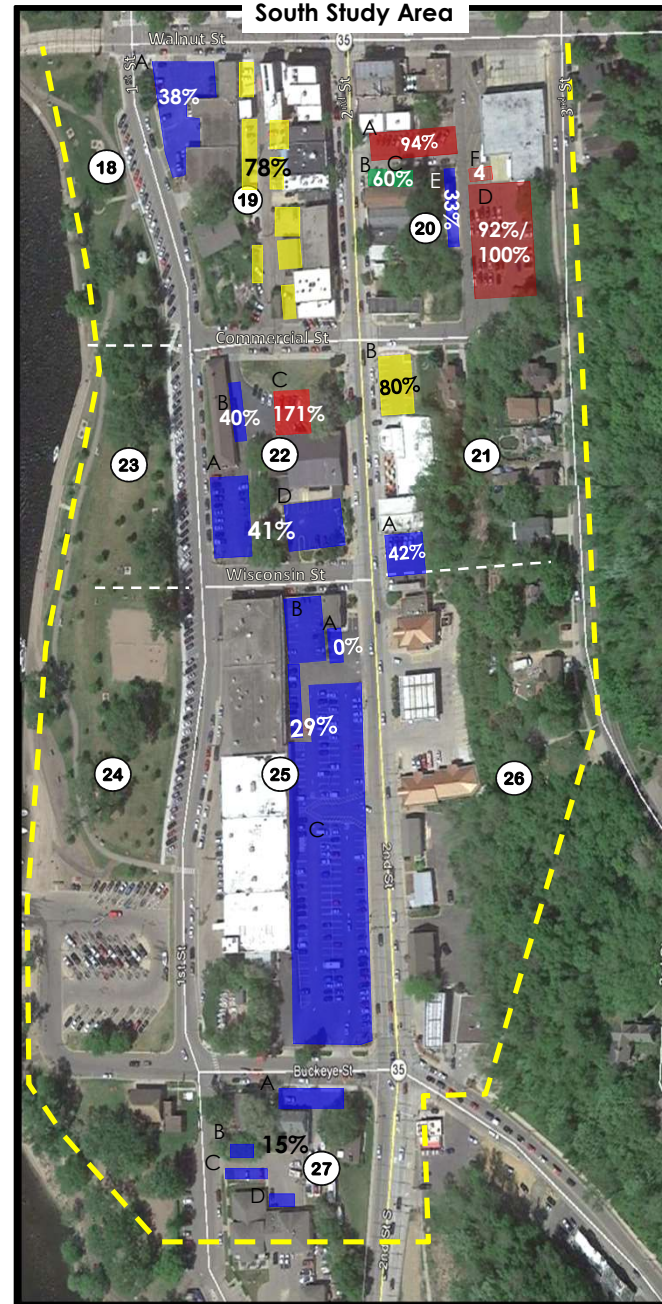 South Study Area
Walnut St
35
A
1st St
2nd St
3rd St
38%
A
94%
18
78%
B
C
60%
E
33%
F
4
D
19
20
92%/
100%
Commercial St
B
80%
C
B
40%
171%
22
21
23
A
D
41%
A
42%
Wisconsin St
B
A
0%
29%
24
25
26
C
2nd St
1st St
Buckeye St
35
A
B
15%
C
27
D
2nd St S